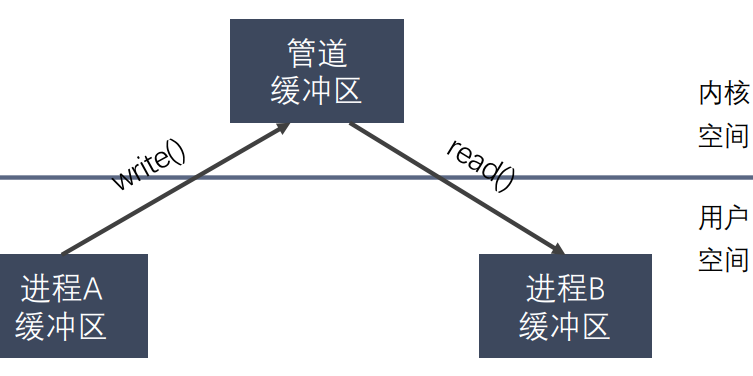 管道
缓冲区
内核
空间
write()
read()
用户
空间
进程A
缓冲区
进程B
缓冲区